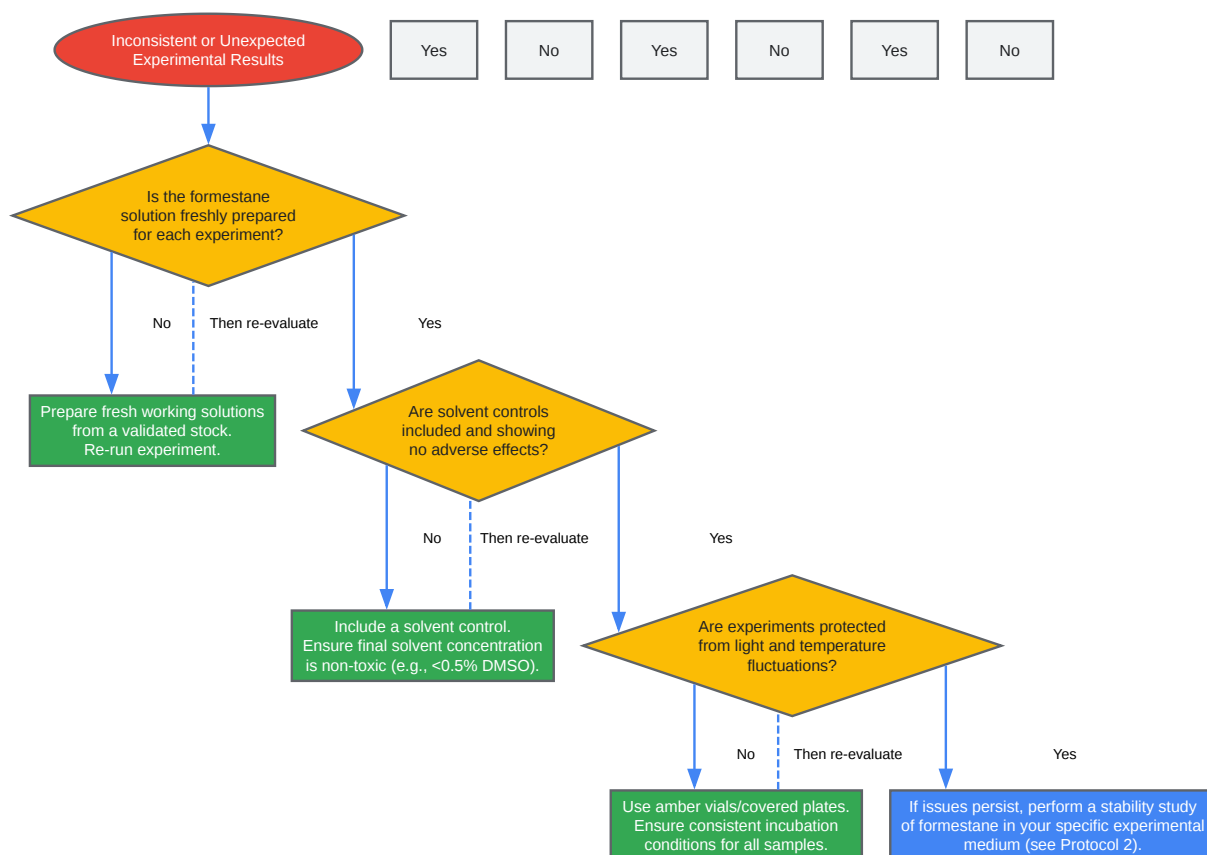 Inconsistent or Unexpected
Experimental Results
Yes
No
Yes
No
Yes
No
Is the formestane
solution freshly prepared
for each experiment?
No
Then re-evaluate
Yes
Prepare fresh working solutions
from a validated stock.
Re-run experiment.
Are solvent controls
included and showing
no adverse effects?
No
Then re-evaluate
Yes
Include a solvent control.
Ensure final solvent concentration
is non-toxic (e.g., <0.5% DMSO).
Are experiments protected
from light and temperature
fluctuations?
No
Then re-evaluate
Yes
Use amber vials/covered plates.
Ensure consistent incubation
conditions for all samples.
If issues persist, perform a stability study
of formestane in your specific experimental
medium (see Protocol 2).